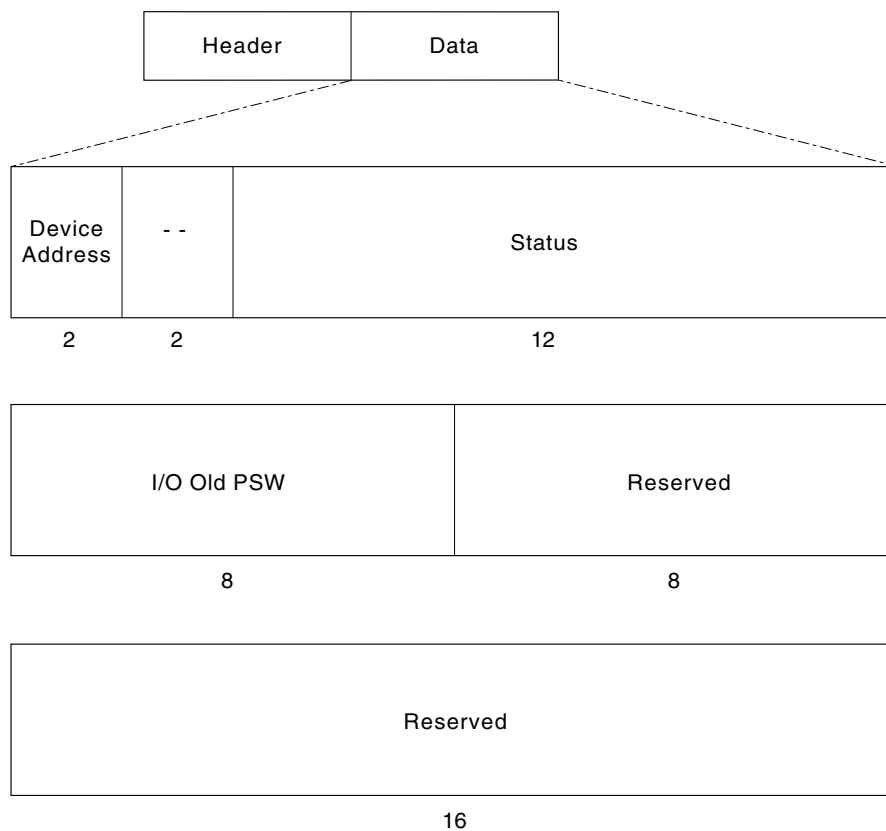 Header Data
Device
Address
- -
Status
2 2 12
I/O Old PSW Reserved
8 8
Reserved
16